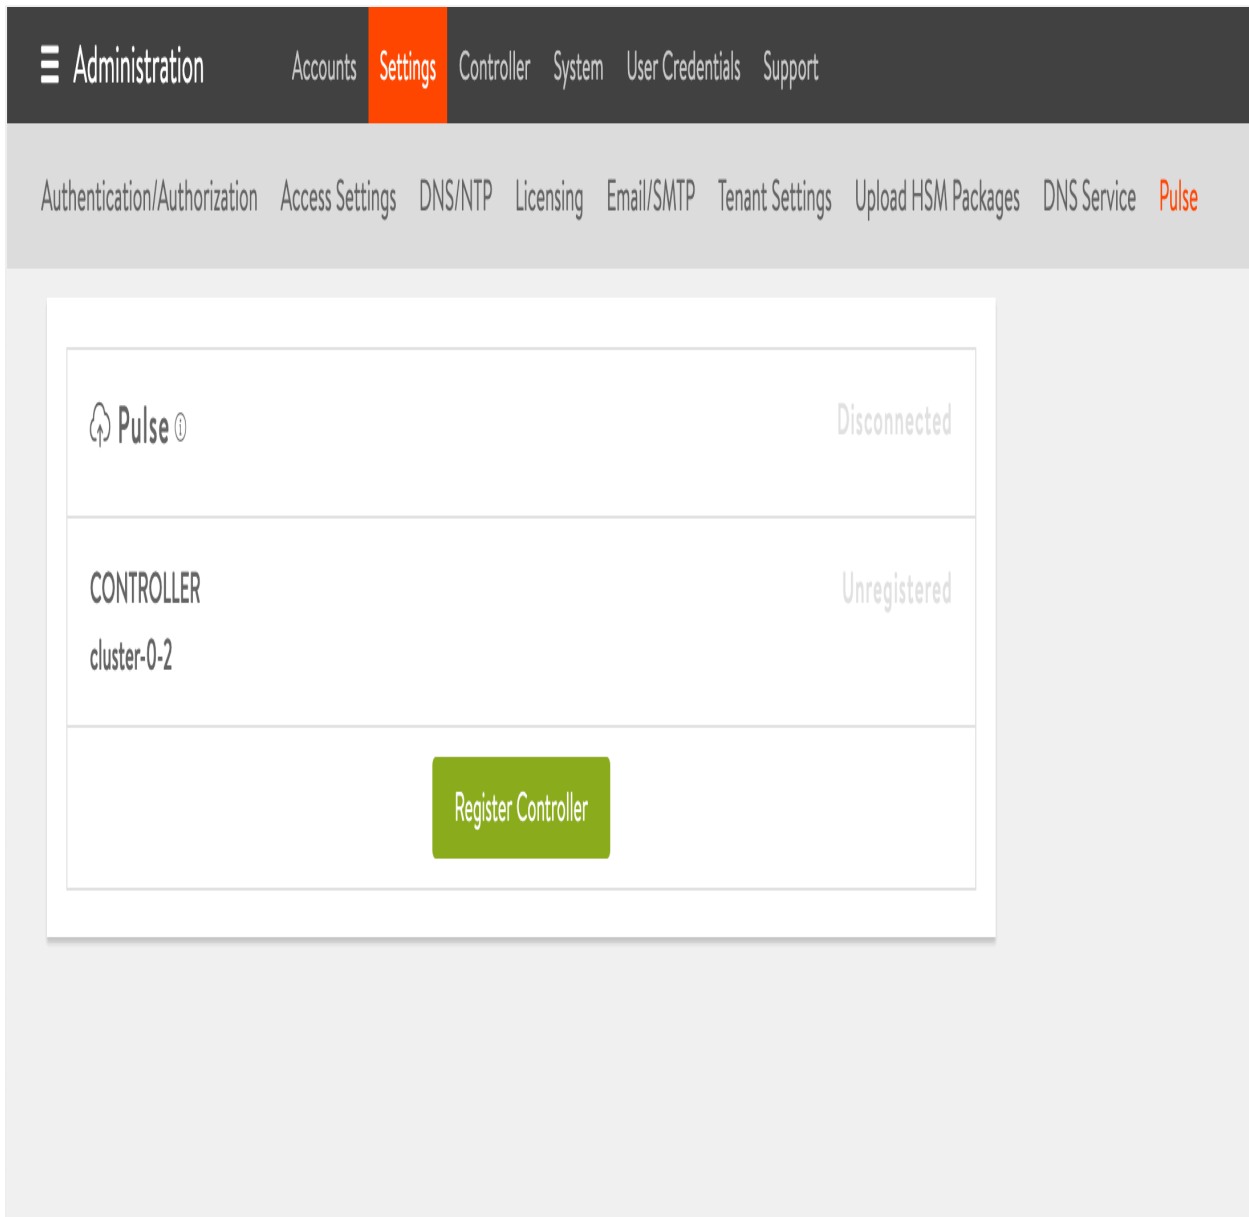 Administration Accounts Settings Controller System User Credentials Support
Authentication/Authorization Access Settings DNS/NTP Licensing Email/SMTP Tenant Settings Upload HSM Packages DNS Service Pulse
Pulse Disconnected
CONTROLLER Unregistered
cluster-0-2
Register Controller